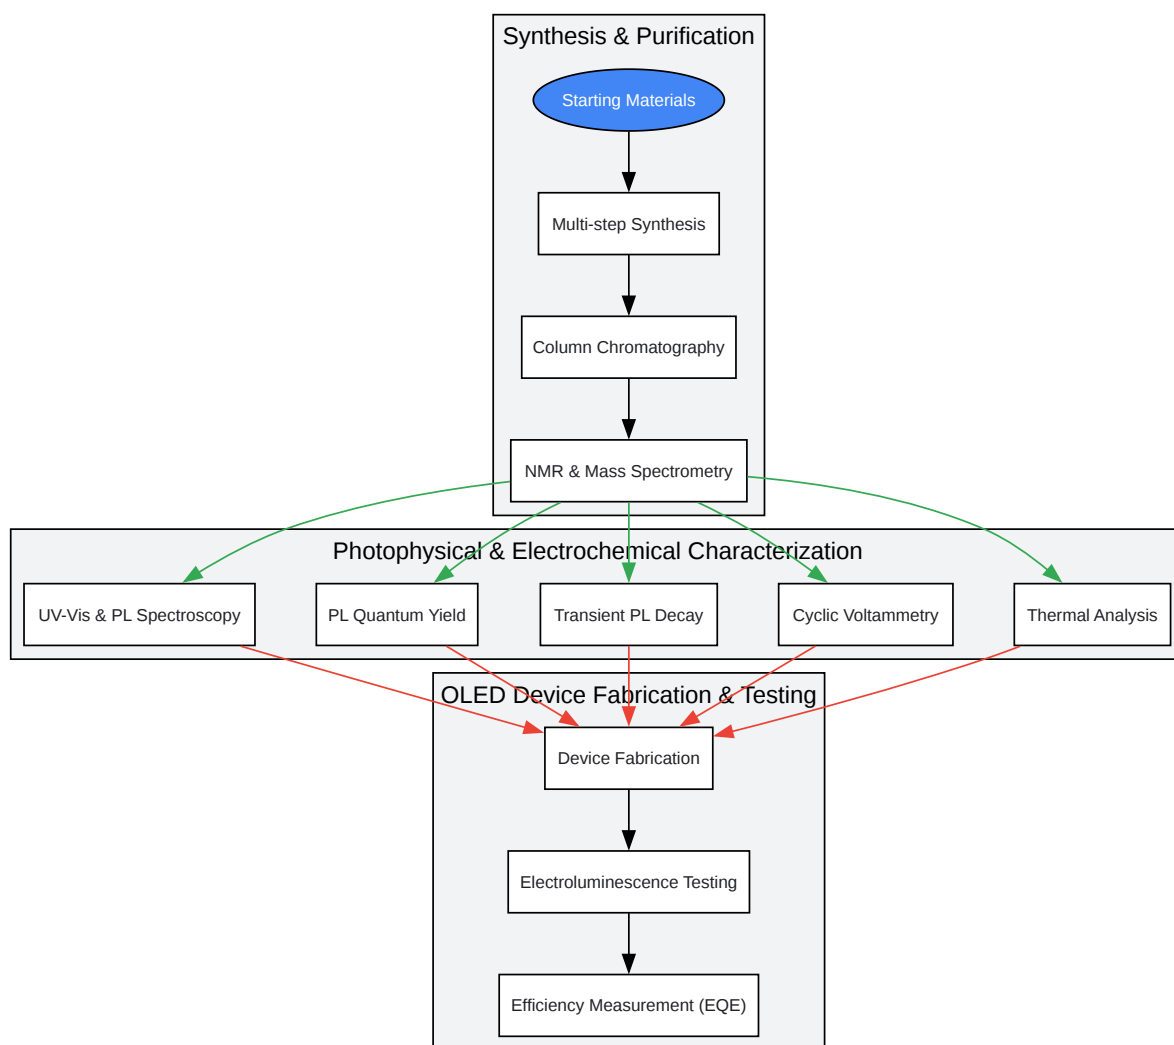 Synthesis & Purification
Starting Materials
Multi-step Synthesis
Column Chromatography
NMR & Mass Spectrometry
Photophysical & Electrochemical Characterization
UV-Vis & PL Spectroscopy
PL Quantum Yield
Transient PL Decay
Cyclic Voltammetry
Thermal Analysis
OLED Device Fabrication & Testing
Device Fabrication
Electroluminescence Testing
Efficiency Measurement (EQE)